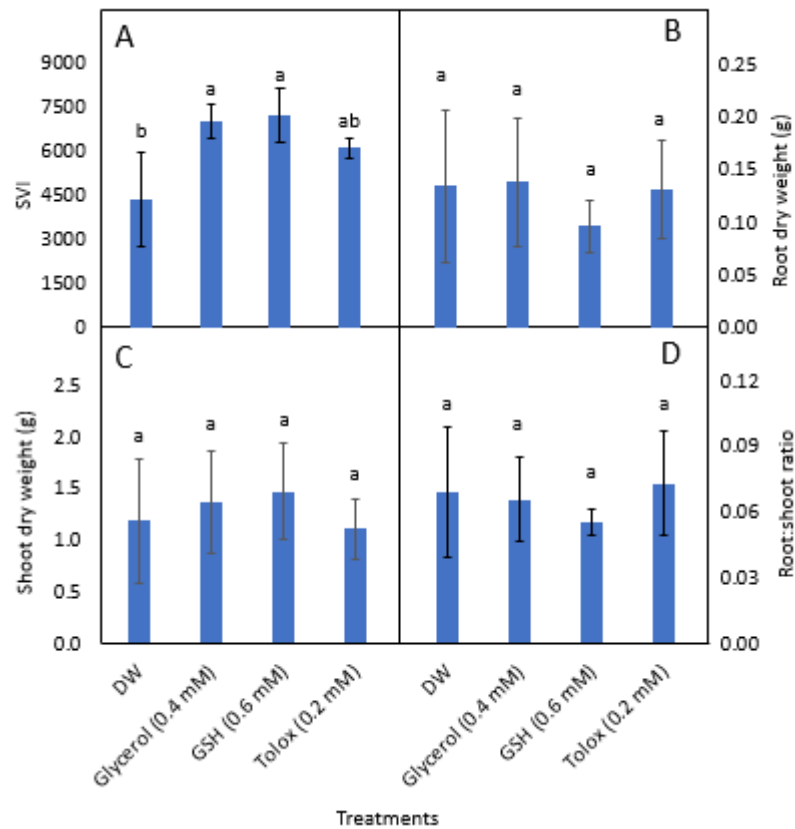 A
B
9000
7500
6000
4500
3000
1500
0
SVI
b
a
a
ab
a
a
a
a
0.25
0.20
0.15
0.10
0.05
0.00
Root dry weight (g)
C
D
2.5
2.0
1.5
1.0
0.5
0.0
Shoot dry weight (g)
a
a
a
a
a
a
a
a
0.12
0.09
0.06
0.03
0.00
Root:shoot ratio
DW
Glycerol (0.4 mM)
GSH (0.6 mM)
Tolox (0.2 mM)
DW
Glycerol (0.4 mM)
GSH (0.6 mM)
Tolox (0.2 mM)
Treatments